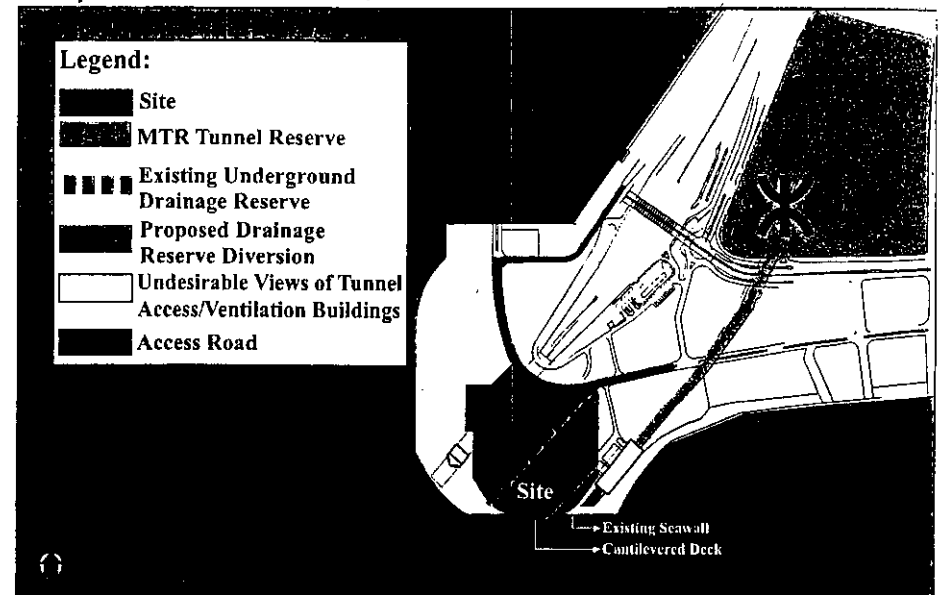 Legend:
Site
MTR Tunnel Reserve
Existing Underground
Drainage Reserve
Proposed Drainage
Reserve Diversion
Undesirable Views of Tunnel
Access/Ventilation Buildings
Access Road
Site
Existing Seawall
Cantilevered Deck